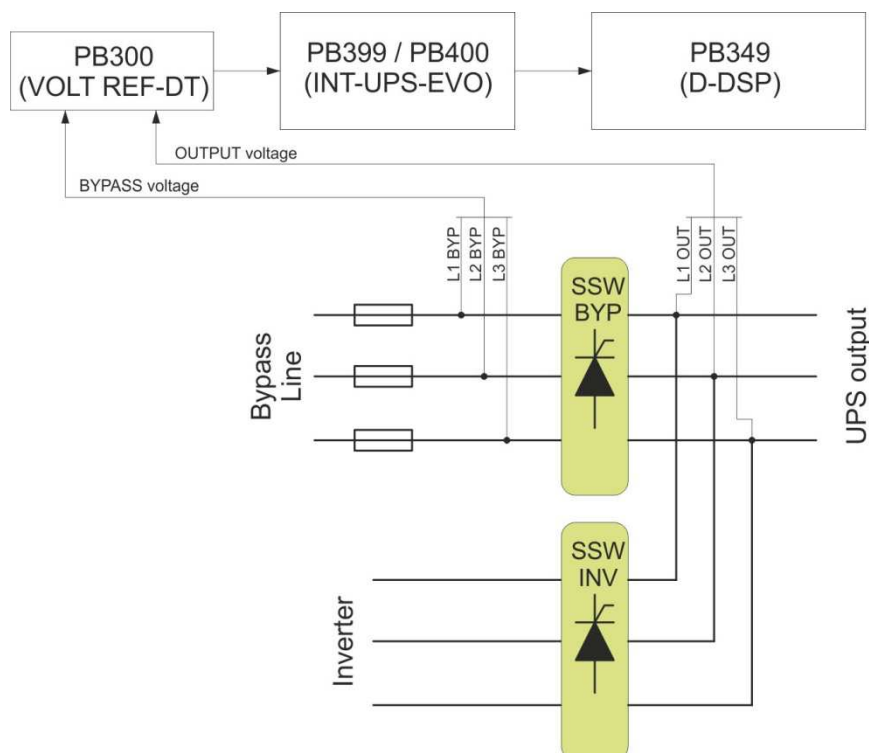 PB300
(VOLT REF-DT)
PB399 / PB400
(INT-UPS-EVO)
PB349
(D-DSP)
OUTPUT voltage
BYPASS voltage
L1 BYP
L2 BYP
L3 BYP
L1 OUT
L2 OUT
L3 OUT
SSW
BYP
Bypass
Line
UPS output
SSW
INV
Inverter